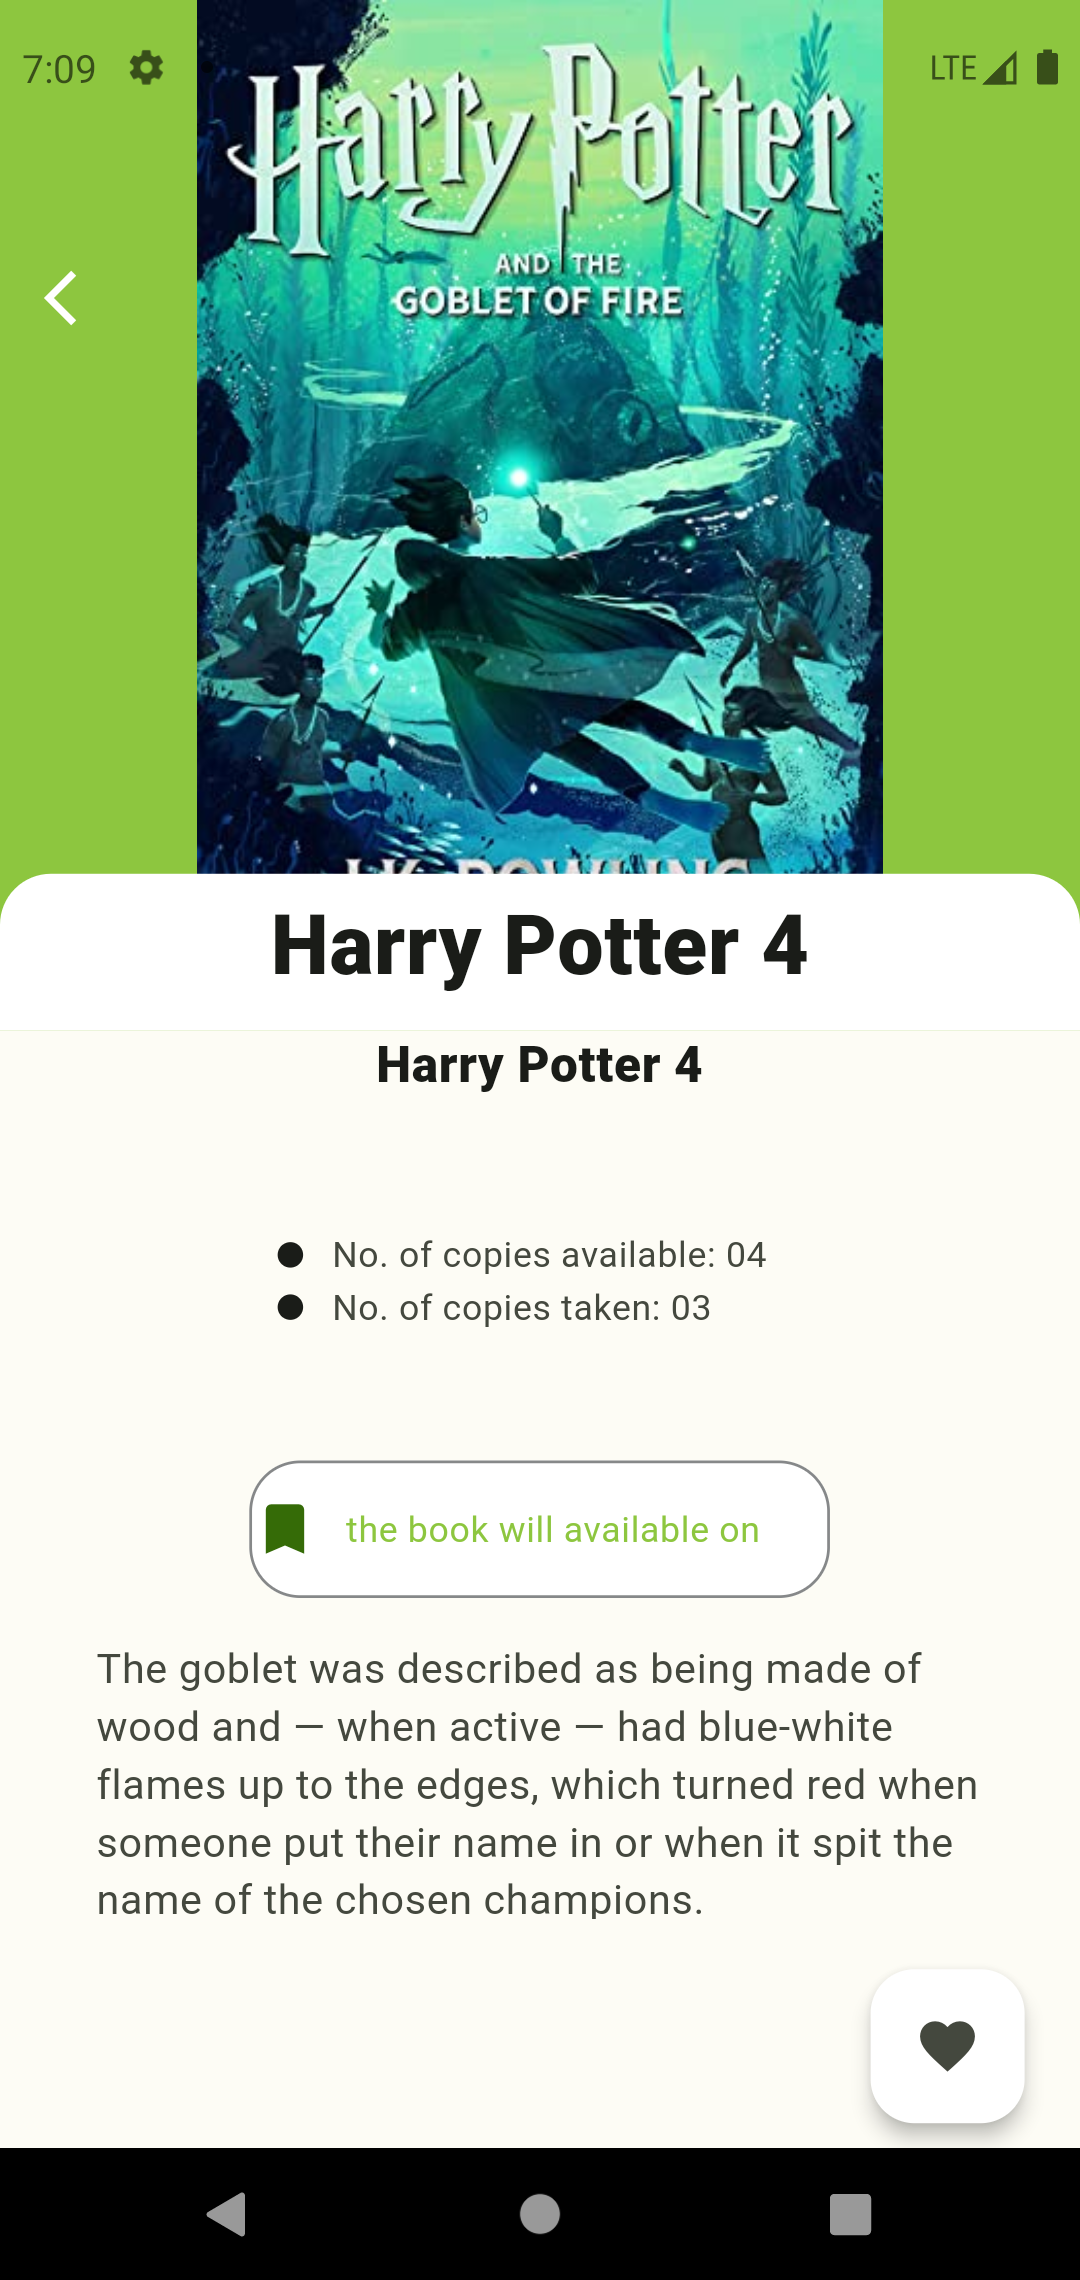 7:09
LTE
Harry Potter
AND THE
GOBLET OF FIRE
J.K. ROWLING
Harry Potter 4
Harry Potter 4
No. of copies available: 04
No. of copies taken: 03
the book will available on
The goblet was described as being made of
wood and — when active — had blue-white
flames up to the edges, which turned red when
someone put their name in or when it spit the
name of the chosen champions.